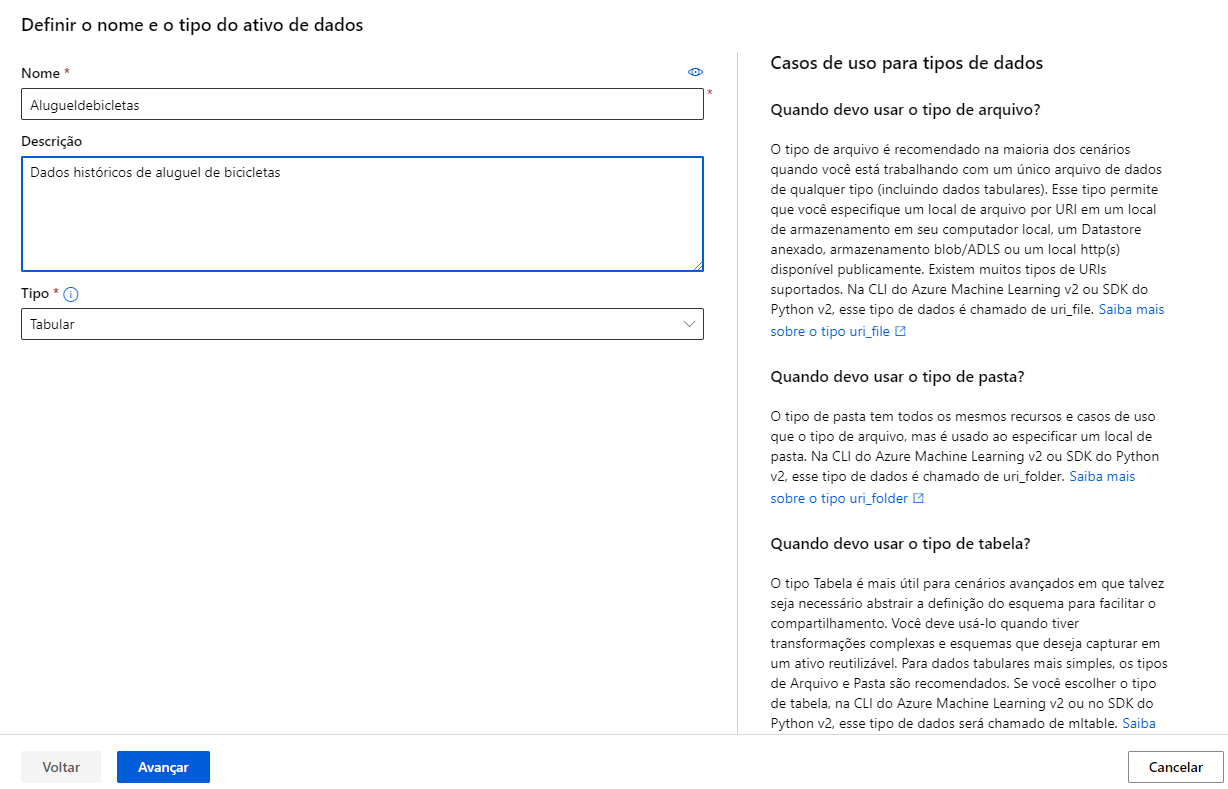 Definir o nome e o tipo do ativo de dados
Nome *
Alugueldebicletas
*
Descrição
Dados históricos de aluguel de bicicletas
Tipo *
Tabular
Casos de uso para tipos de dados
Quando devo usar o tipo de arquivo?
O tipo de arquivo é recomendado na maioria dos cenários
quando você está trabalhando com um único arquivo de dados
de qualquer tipo (incluindo dados tabulares). Esse tipo permite
que você especifique um local de arquivo por URI em um local
de armazenamento em seu computador local, um Datastore
anexado, armazenamento blob/ADLS ou um local http(s)
disponível publicamente. Existem muitos tipos de URIs
suportados. Na CLI do Azure Machine Learning v2 ou SDK do
Python v2, esse tipo de dados é chamado de uri_file. Saiba mais
sobre o tipo uri_file
Quando devo usar o tipo de pasta?
O tipo de pasta tem todos os mesmos recursos e casos de uso
que o tipo de arquivo, mas é usado ao especificar um local de
pasta. Na CLI do Azure Machine Learning v2 ou SDK do Python
v2, esse tipo de dados é chamado de uri_folder. Saiba mais
sobre o tipo uri_folder
Quando devo usar o tipo de tabela?
O tipo Tabela é mais útil para cenários avançados em que talvez
seja necessário abstrair a definição do esquema para facilitar o
compartilhamento. Você deve usá-lo quando tiver
transformações complexas e esquemas que deseja capturar em
um ativo reutilizável. Para dados tabulares mais simples, os tipos
de Arquivo e Pasta são recomendados. Se você escolher o tipo
de tabela, na CLI do Azure Machine Learning v2 ou no SDK do
Python v2, esse tipo de dados será chamado de mltable. Saiba
Voltar
Avançar
Cancelar